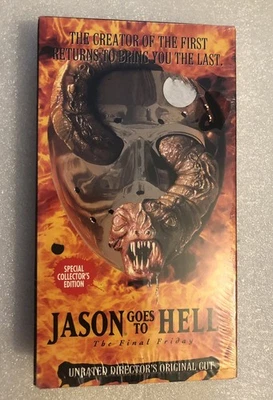 THE CREATOR OF THE FIRST
RETURNS TO BRING YOU THE LAST.
SPECIAL
COLLECTOR'S
EDITION
JASON GOES TO HELL
The Final Friday
UNRATED DIRECTOR'S ORIGINAL CUT